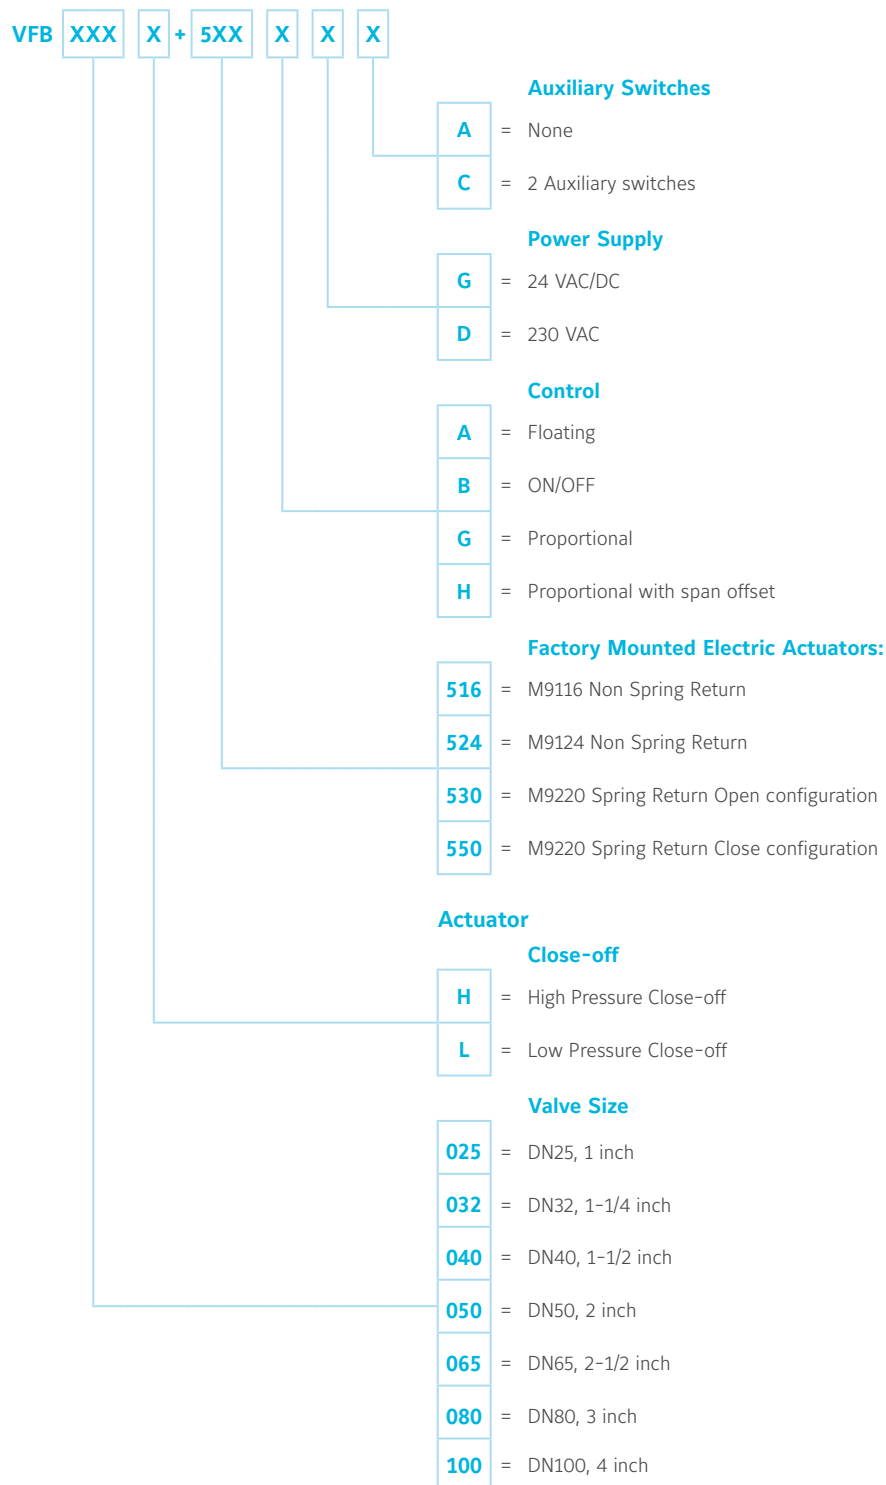 VFB XXX X + 5XX X X X
Auxiliary Switches
A = None
C = 2 Auxiliary switches
Power Supply
G = 24 VAC/DC
D = 230 VAC
Control
A = Floating
B = ON/OFF
G = Proportional
H = Proportional with span offset
Factory Mounted Electric Actuators:
516 = M9116 Non Spring Return
524 = M9124 Non Spring Return
530 = M9220 Spring Return Open configuration
550 = M9220 Spring Return Close configuration
Actuator
Close-off
H = High Pressure Close-off
L = Low Pressure Close-off
Valve Size
025 = DN25, 1 inch
032 = DN32, 1-1/4 inch
040 = DN40, 1-1/2 inch
050 = DN50, 2 inch
065 = DN65, 2-1/2 inch
080 = DN80, 3 inch
100 = DN100, 4 inch